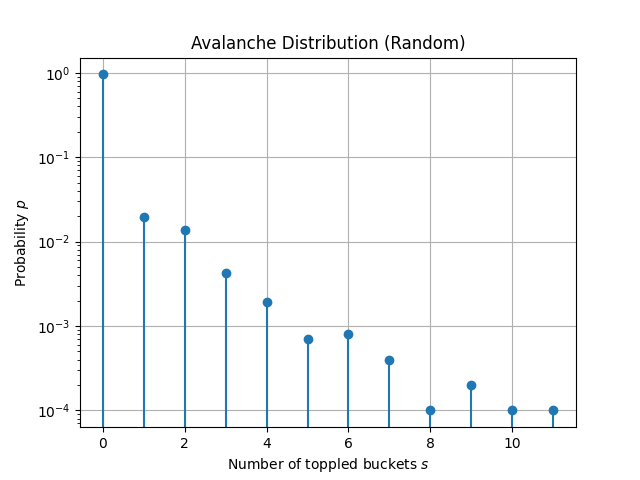 Avalanche Distribution (Random)
Probability p
10⁰
10⁻¹
10⁻²
10⁻³
10⁻⁴
0 2 4 6 8 10
Number of toppled buckets s